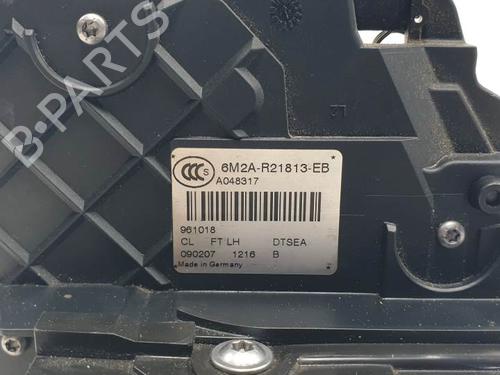 B-PARTS
CCC S 6M2A-R21813-EB
A048317
961018
CL FT LH DTSEA
090207 1216 B
Made in Germany